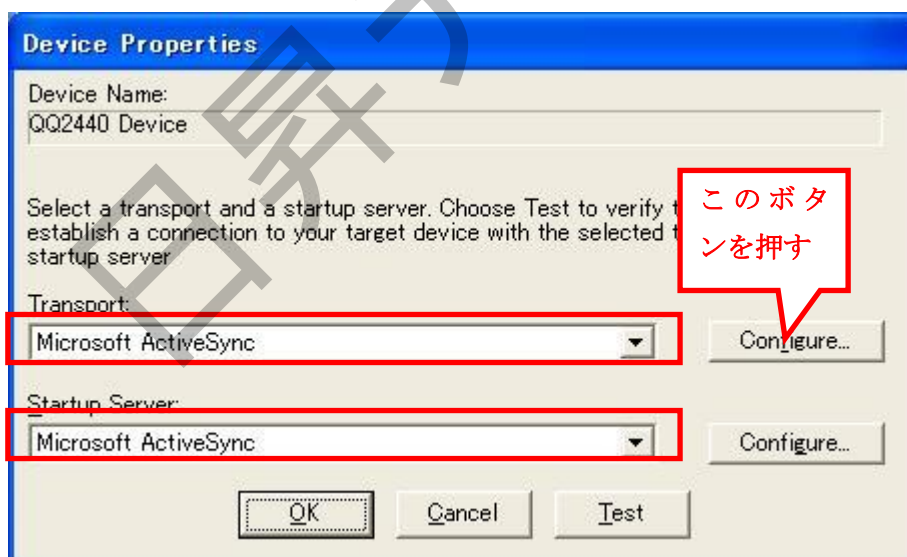 Device Properties
Device Name:
QQ2440 Device
Select a transport and a startup server. Choose Test to verify
establish a connection to your target device with the selected
startup server
このボタ
ンを押す
Transport:
Microsoft ActiveSync
Configure...
Startup Server:
Microsoft ActiveSync
Configure...
OK
Cancel
Test
日昇